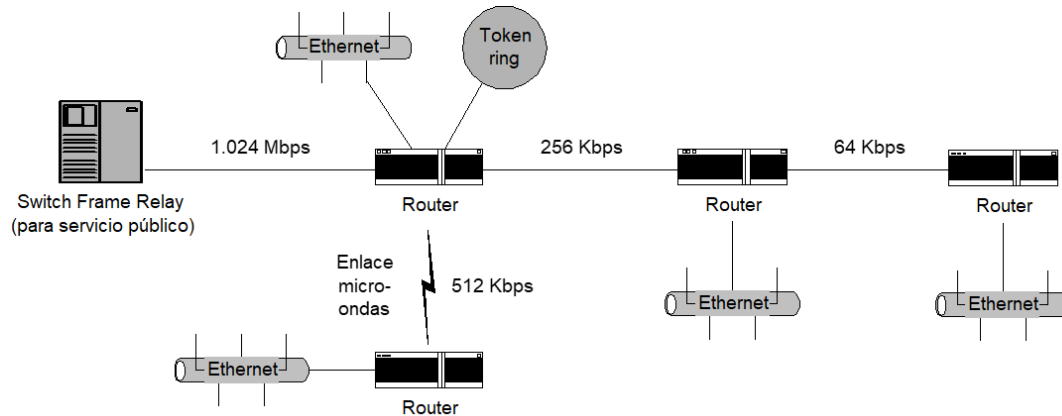 Ethernet
Token
ring
1.024 Mbps
256 Kbps
64 Kbps
Switch Frame Relay
(para servicio público)
Router
Router
Router
Enlace
micro-
ondas
512 Kbps
Ethernet
Ethernet
Ethernet
Router